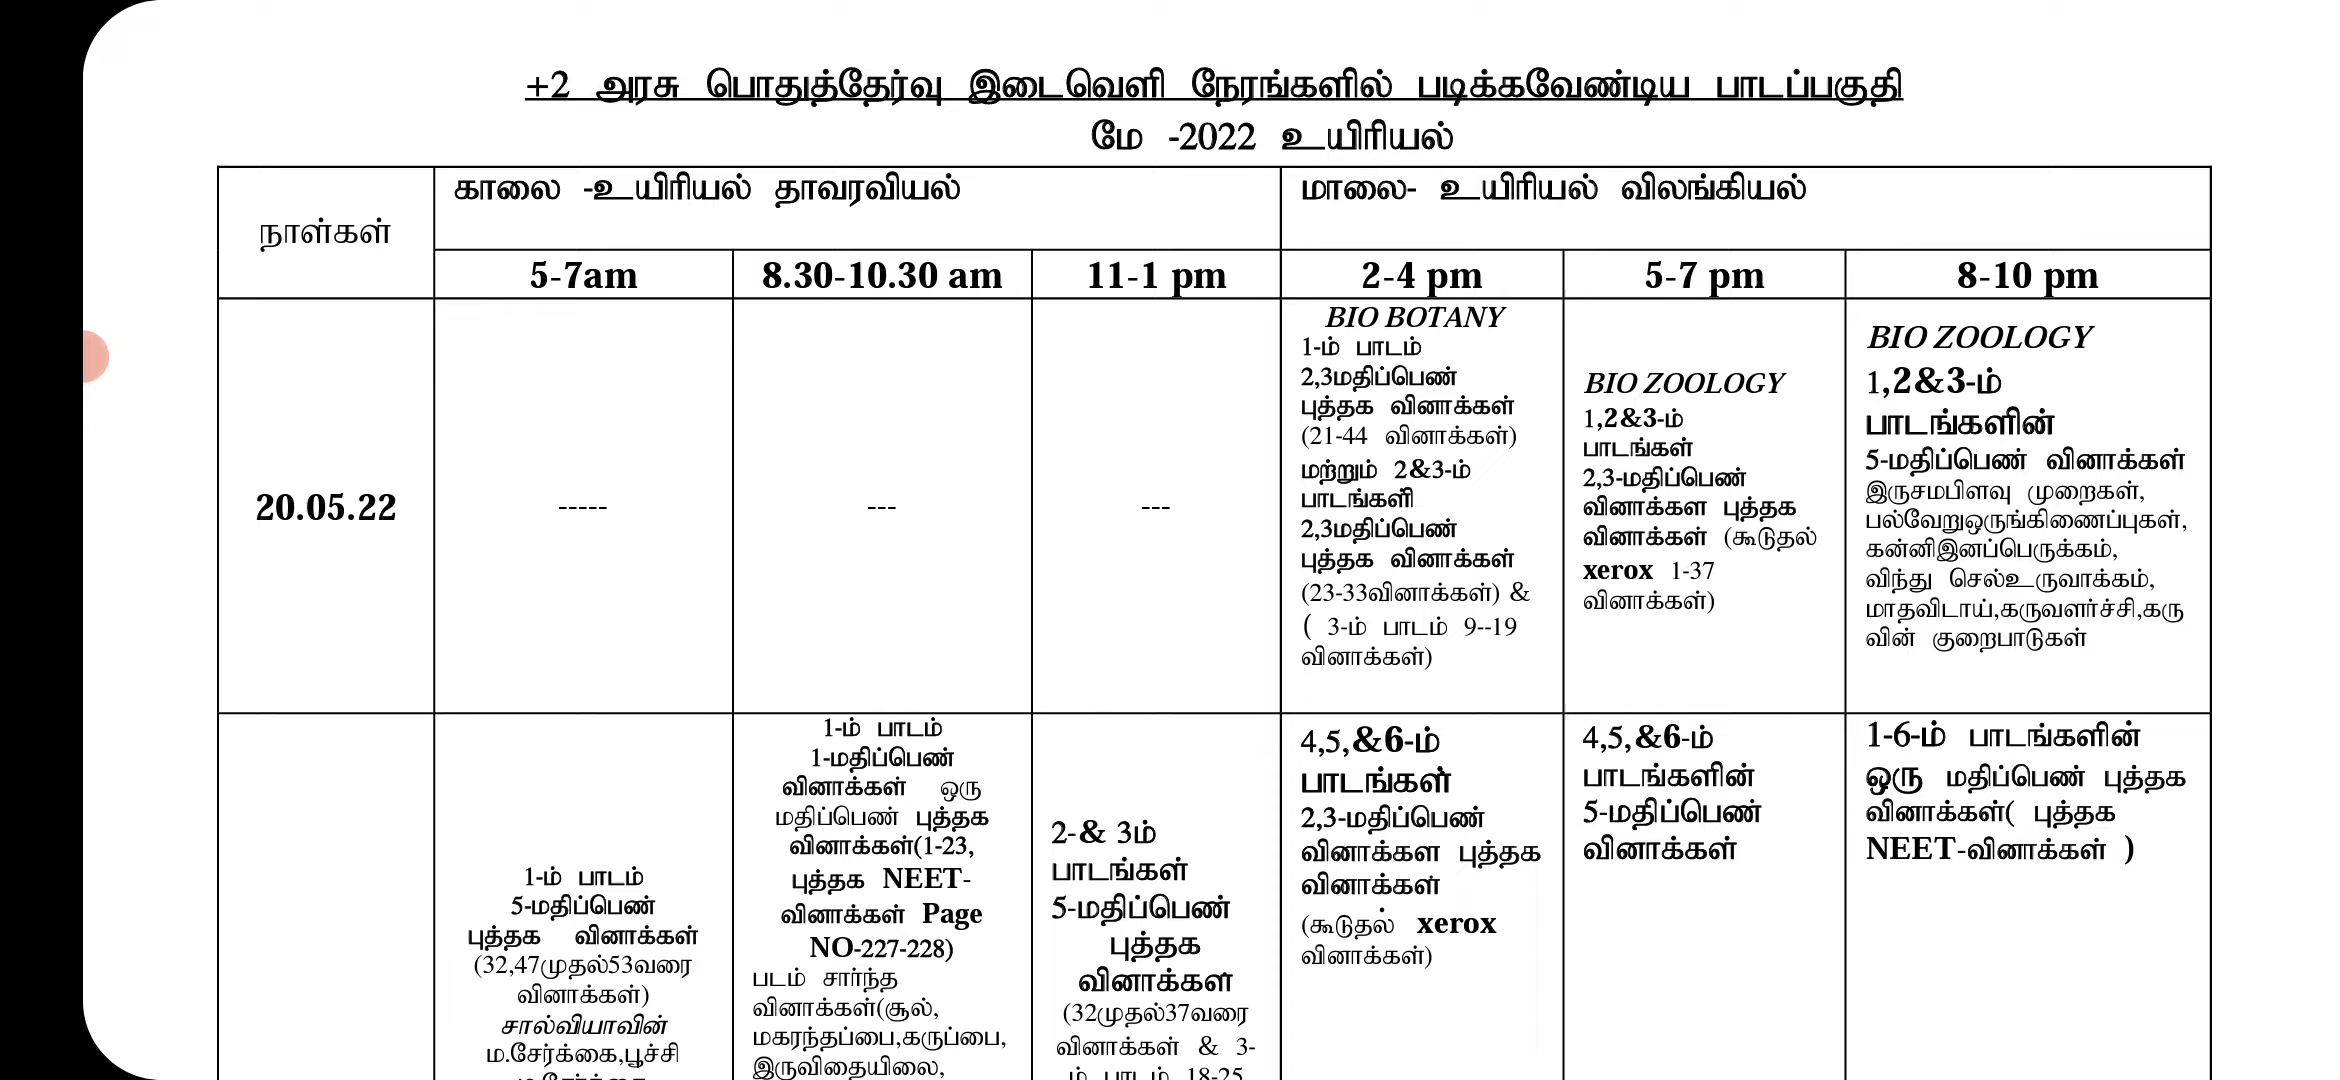 +2 அரசு பொதுத்தேர்வு இடைவெளி நேரங்களில் படிக்கவேண்டிய பாடப்பகுதி
மே -2022 உயிரியல்
நாள்கள்
காலை -உயிரியல் தாவரவியல்
மாலை- உயிரியல் விலங்கியல்
5-7am
8.30-10.30 am
11-1 pm
2-4 pm
5-7 pm
8-10 pm
20.05.22
-----
---
---
BIO BOTANY
1-ம் பாடம்
2,3மதிப்பெண்
புத்தக வினாக்கள்
(21-44 வினாக்கள்)
மற்றும் 2&3-ம்
பாடங்களி
2,3மதிப்பெண்
புத்தக வினாக்கள்
(23-33வினாக்கள்) &
( 3-ம் பாடம் 9--19
வினாக்கள்)
BIO ZOOLOGY
1,2&3-ம்
பாடங்கள்
2,3-மதிப்பெண்
வினாக்கள புத்தக
வினாக்கள் (கூடுதல்
xerox 1-37
வினாக்கள்)
BIO ZOOLOGY
1,2&3-ம்
பாடங்களின்
5-மதிப்பெண் வினாக்கள்
இருசமபிளவு முறைகள்,
பல்வேறுஒருங்கிணைப்புகள்,
கன்னிஇனப்பெருக்கம்,
விந்து செல்உருவாக்கம்,
மாதவிடாய்,கருவளர்ச்சி,கரு
வின் குறைபாடுகள்
1-ம் பாடம்
5-மதிப்பெண்
புத்தக வினாக்கள்
(32,47முதல்53வரை
வினாக்கள்)
சால்வியாவின்
ம.சேர்க்கை,பூச்சி
1-ம் பாடம்
1-மதிப்பெண்
வினாக்கள் ஒரு
மதிப்பெண் புத்தக
வினாக்கள்(1-23,
புத்தக NEET-
வினாக்கள் Page
NO-227-228)
படம் சார்ந்த
வினாக்கள்(சூல்,
மகரந்தப்பை,கருப்பை,
இருவிதையிலை,
2-& 3ம்
பாடங்கள்
5-மதிப்பெண்
புத்தக
வினாக்கள்
(32முதல்37வரை
வினாக்கள் & 3-
ம் பாடம் 18-25
4,5,&6-ம்
பாடங்கள்
2,3-மதிப்பெண்
வினாக்கள புத்தக
வினாக்கள்
(கூடுதல் xerox
வினாக்கள்)
4,5,&6-ம்
பாடங்களின்
5-மதிப்பெண்
வினாக்கள்
1-6-ம் பாடங்களின்
ஒரு மதிப்பெண் புத்தக
வினாக்கள்( புத்தக
NEET-வினாக்கள் )